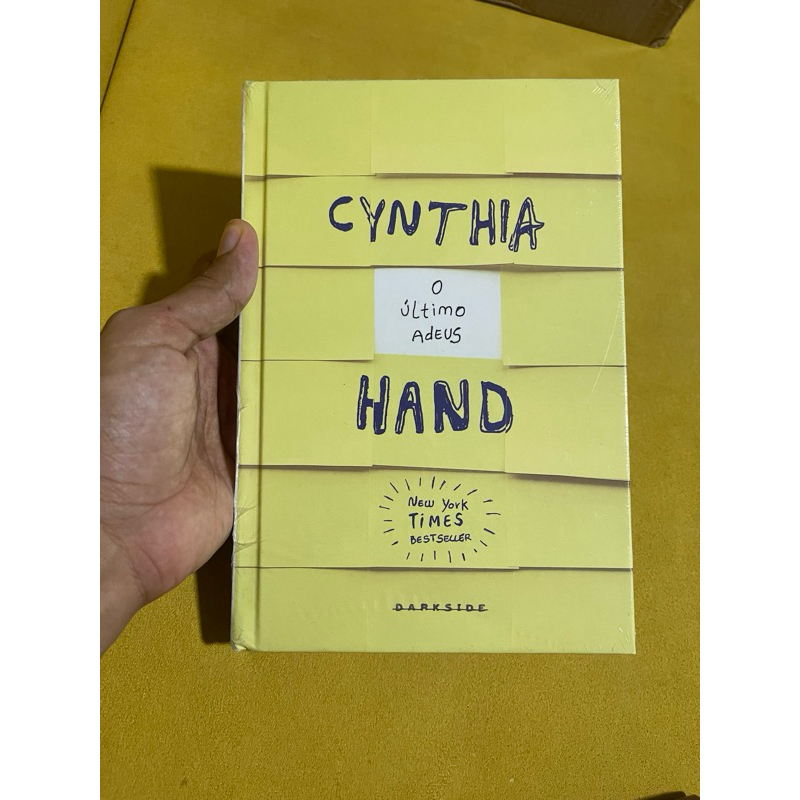 CYNTHIA
O
último
AdEUS
HAND
NEW York
TiMES
BESTSELLER
DARKSIDE